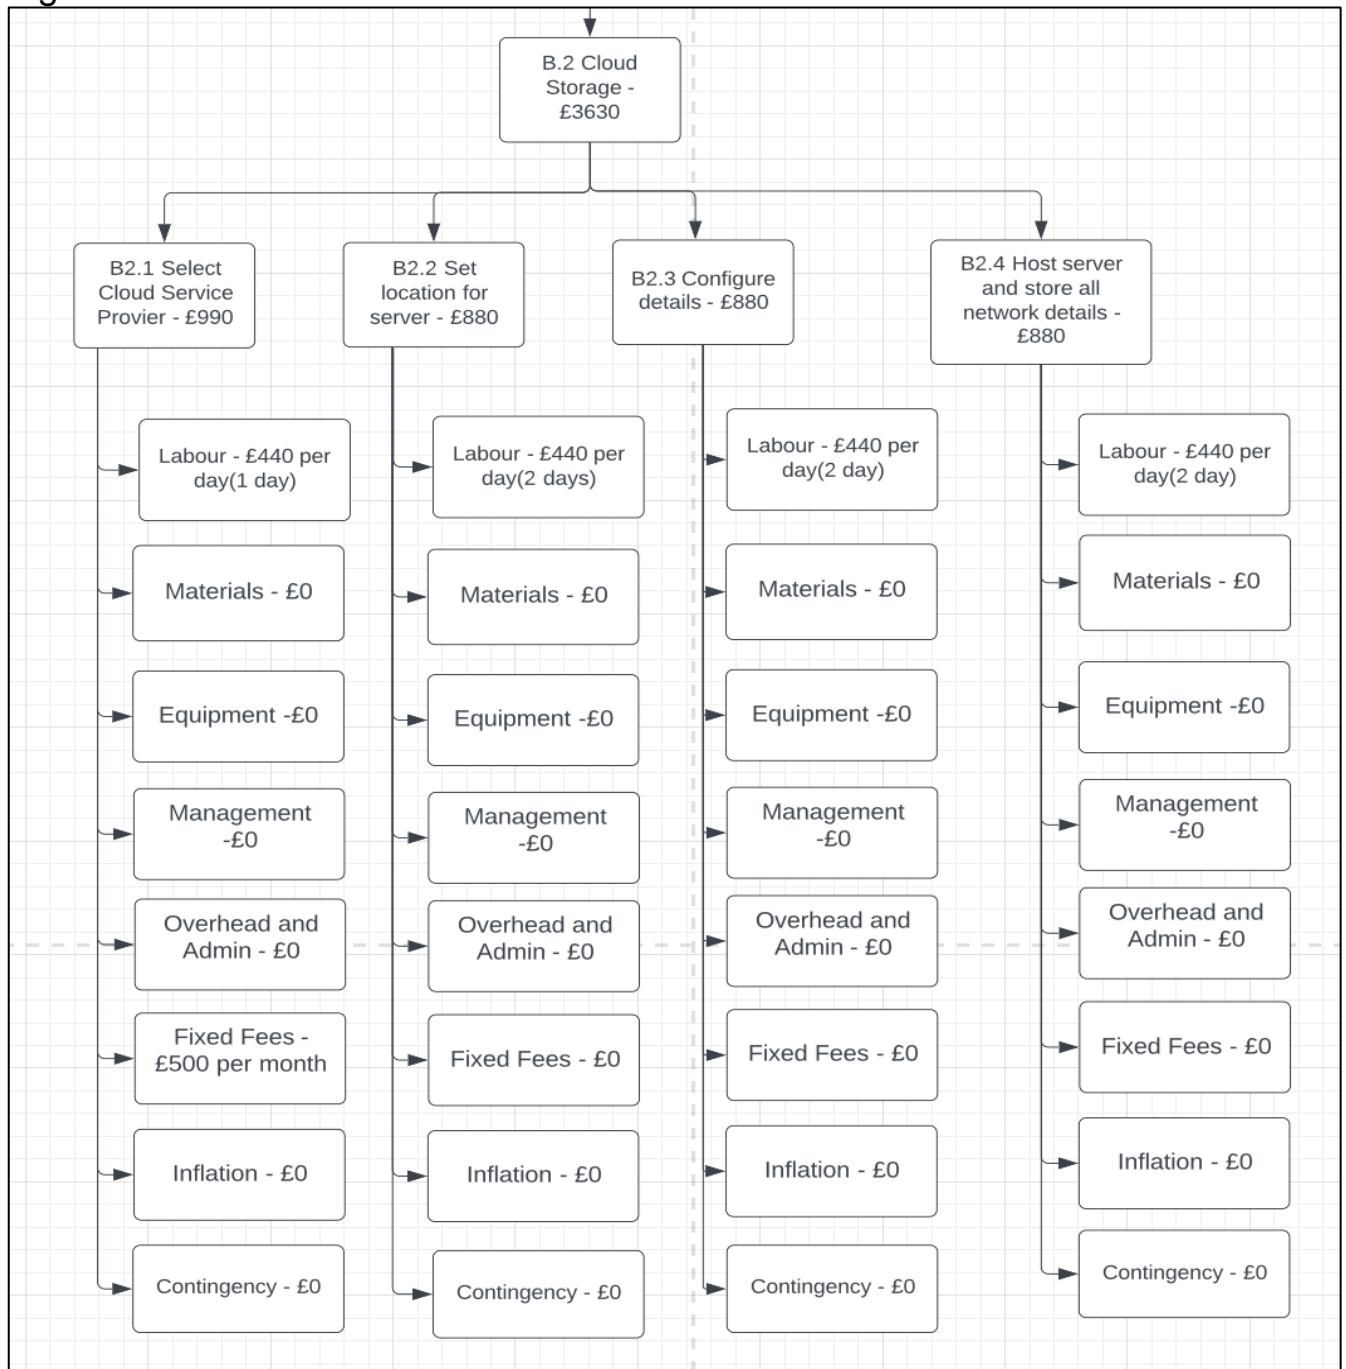 B.2 Cloud
Storage -
£3630
B2.1 Select
Cloud Service
Provier - £990
B2.2 Set
location for
server - £880
B2.3 Configure
details - £880
B2.4 Host server
and store all
network details -
£880
Labour - £440 per
day(1 day)
Materials - £0
Equipment -£0
Management
-£0
Overhead and
Admin - £0
Fixed Fees -
£500 per month
Inflation - £0
Contingency - £0
Labour - £440 per
day(2 days)
Materials - £0
Equipment -£0
Management
-£0
Overhead and
Admin - £0
Fixed Fees - £0
Inflation - £0
Contingency - £0
Labour - £440 per
day(2 day)
Materials - £0
Equipment -£0
Management
-£0
Overhead and
Admin - £0
Fixed Fees - £0
Inflation - £0
Contingency - £0
Labour - £440 per
day(2 day)
Materials - £0
Equipment -£0
Management
-£0
Overhead and
Admin - £0
Fixed Fees - £0
Inflation - £0
Contingency - £0